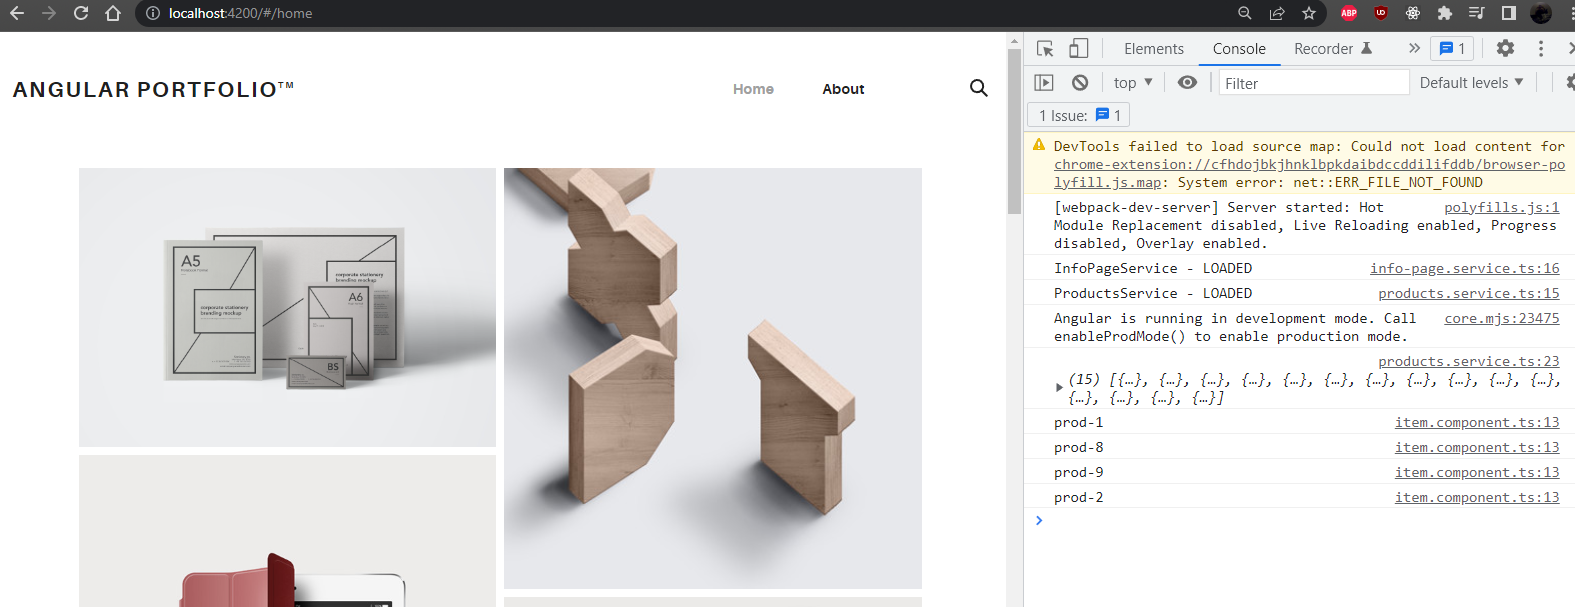 localhost:4200/#/home
ABP
Elements Console Recorder 1
top Filter Default levels
1 Issue: 1
ANGULAR PORTFOLIO™
Home About
DevTools failed to load source map: Could not load content for
chrome-extension://cfhdojbkjhnklbpkdaibdccddilifddb/browser-po
lyfill.js.map: System error: net::ERR_FILE_NOT_FOUND
[webpack-dev-server] Server started: Hot polyfills.js:1
Module Replacement disabled, Live Reloading enabled, Progress
disabled, Overlay enabled.
InfoPageService - LOADED info-page.service.ts:16
ProductsService - LOADED products.service.ts:15
Angular is running in development mode. Call core.mjs:23475
enableProdMode() to enable production mode.
products.service.ts:23
(15) [{…}, {…}, {…}, {…}, {…}, {…}, {…}, {…}, {…}, {…}, {…},
{…}, {…}, {…}, {…}]
prod-1 item.component.ts:13
prod-8 item.component.ts:13
prod-9 item.component.ts:13
prod-2 item.component.ts:13
A5
corporate stationery
branding mockup
corporate stationery
branding mockup
A6
BS